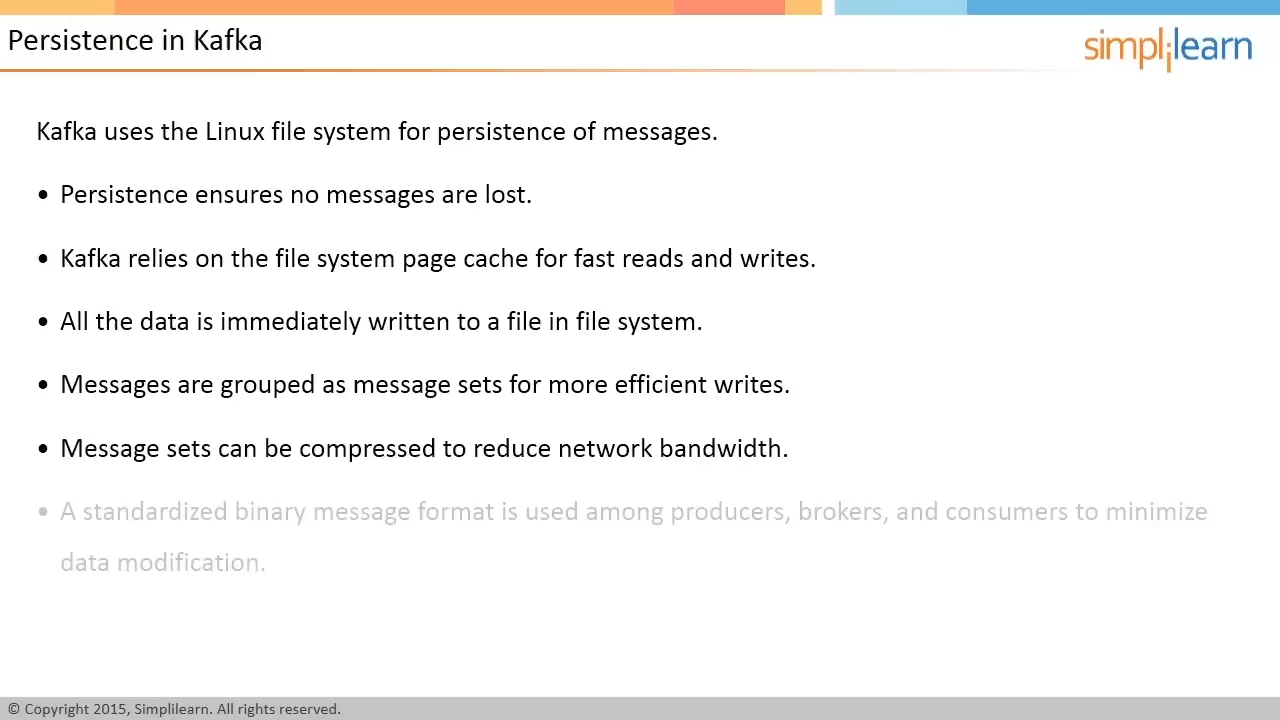 Persistence in Kafka
simplilearn
Kafka uses the Linux file system for persistence of messages.
• Persistence ensures no messages are lost.
• Kafka relies on the file system page cache for fast reads and writes.
• All the data is immediately written to a file in file system.
• Messages are grouped as message sets for more efficient writes.
• Message sets can be compressed to reduce network bandwidth.
• A standardized binary message format is used among producers, brokers, and consumers to minimize
data modification.
© Copyright 2015, Simplilearn. All rights reserved.